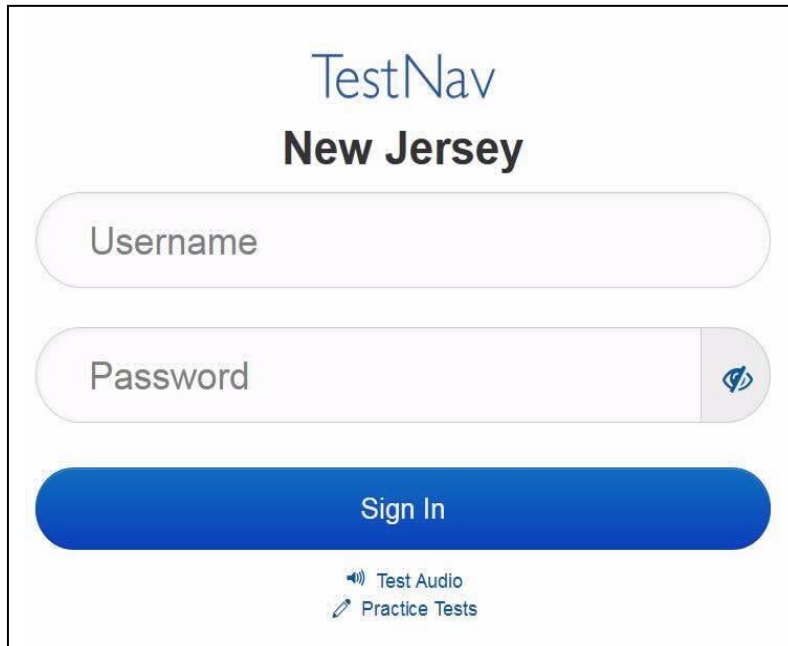 TestNav
New Jersey
Username
Password
Sign In
Test Audio
Practice Tests